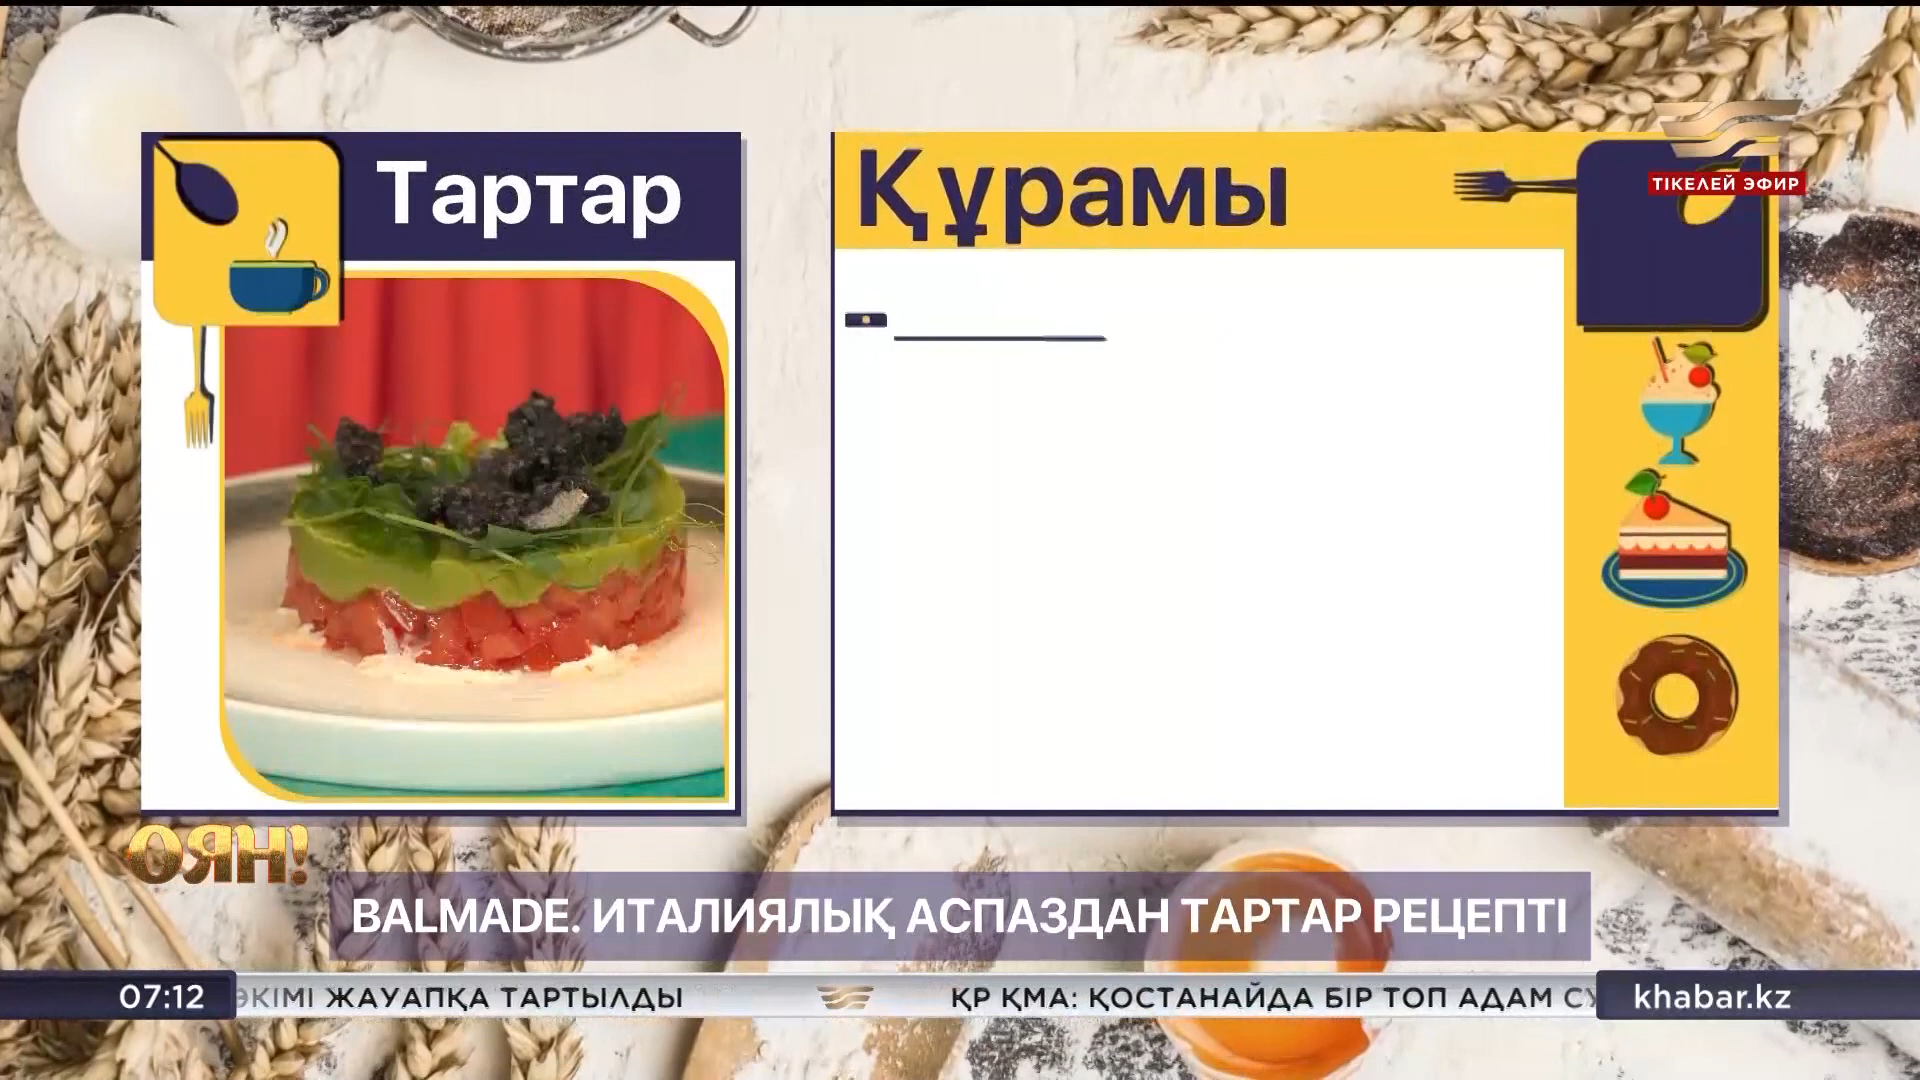 Тартар
Құрамы
ТІКЕЛЕЙ ЭФИР
ОЯН!
BALMADE. ИТАЛИЯЛЫҚ АСПАЗДАН ТАРТАР РЕЦЕПТІ
07:12
ӘКІМІ ЖАУАПҚА ТАРТЫЛДЫ ҚР ҚМА: ҚОСТАНАЙДА БІР ТОП АДАМ
khabar.kz